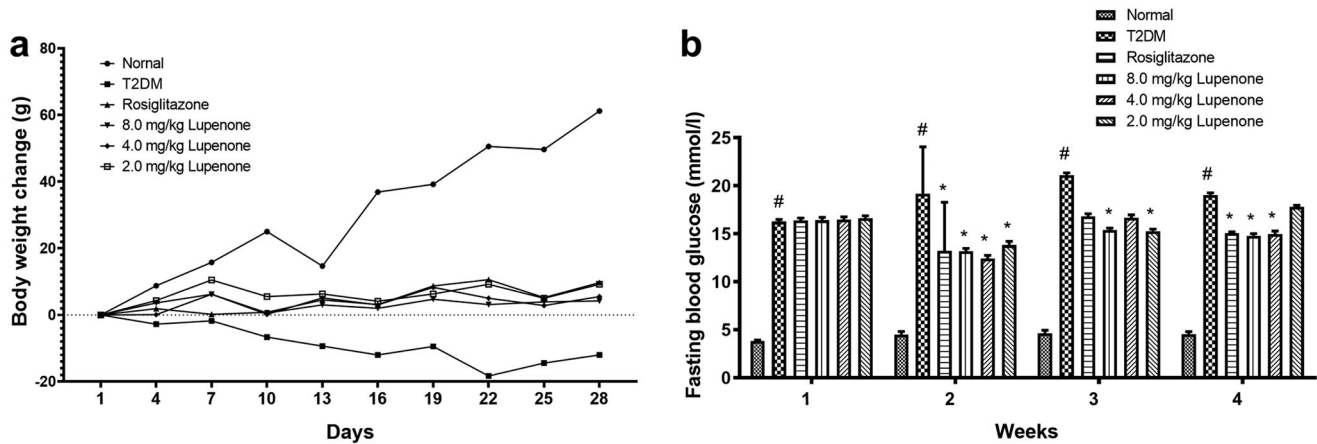 a
Body weight change (g)
80
60
40
20
0
-20
Nornal
T2DM
Rosiglitazone
8.0 mg/kg Lupenone
4.0 mg/kg Lupenone
2.0 mg/kg Lupenone
1 4 7 10 13 16 19 22 25 28
Days
b
Normal
T2DM
Rosiglitazone
8.0 mg/kg Lupenone
4.0 mg/kg Lupenone
2.0 mg/kg Lupenone
Fasting blood glucose (mmol/l)
25
20
15
10
5
0
#
# * * * * *
# * *
# * * *
1 2 3 4
Weeks